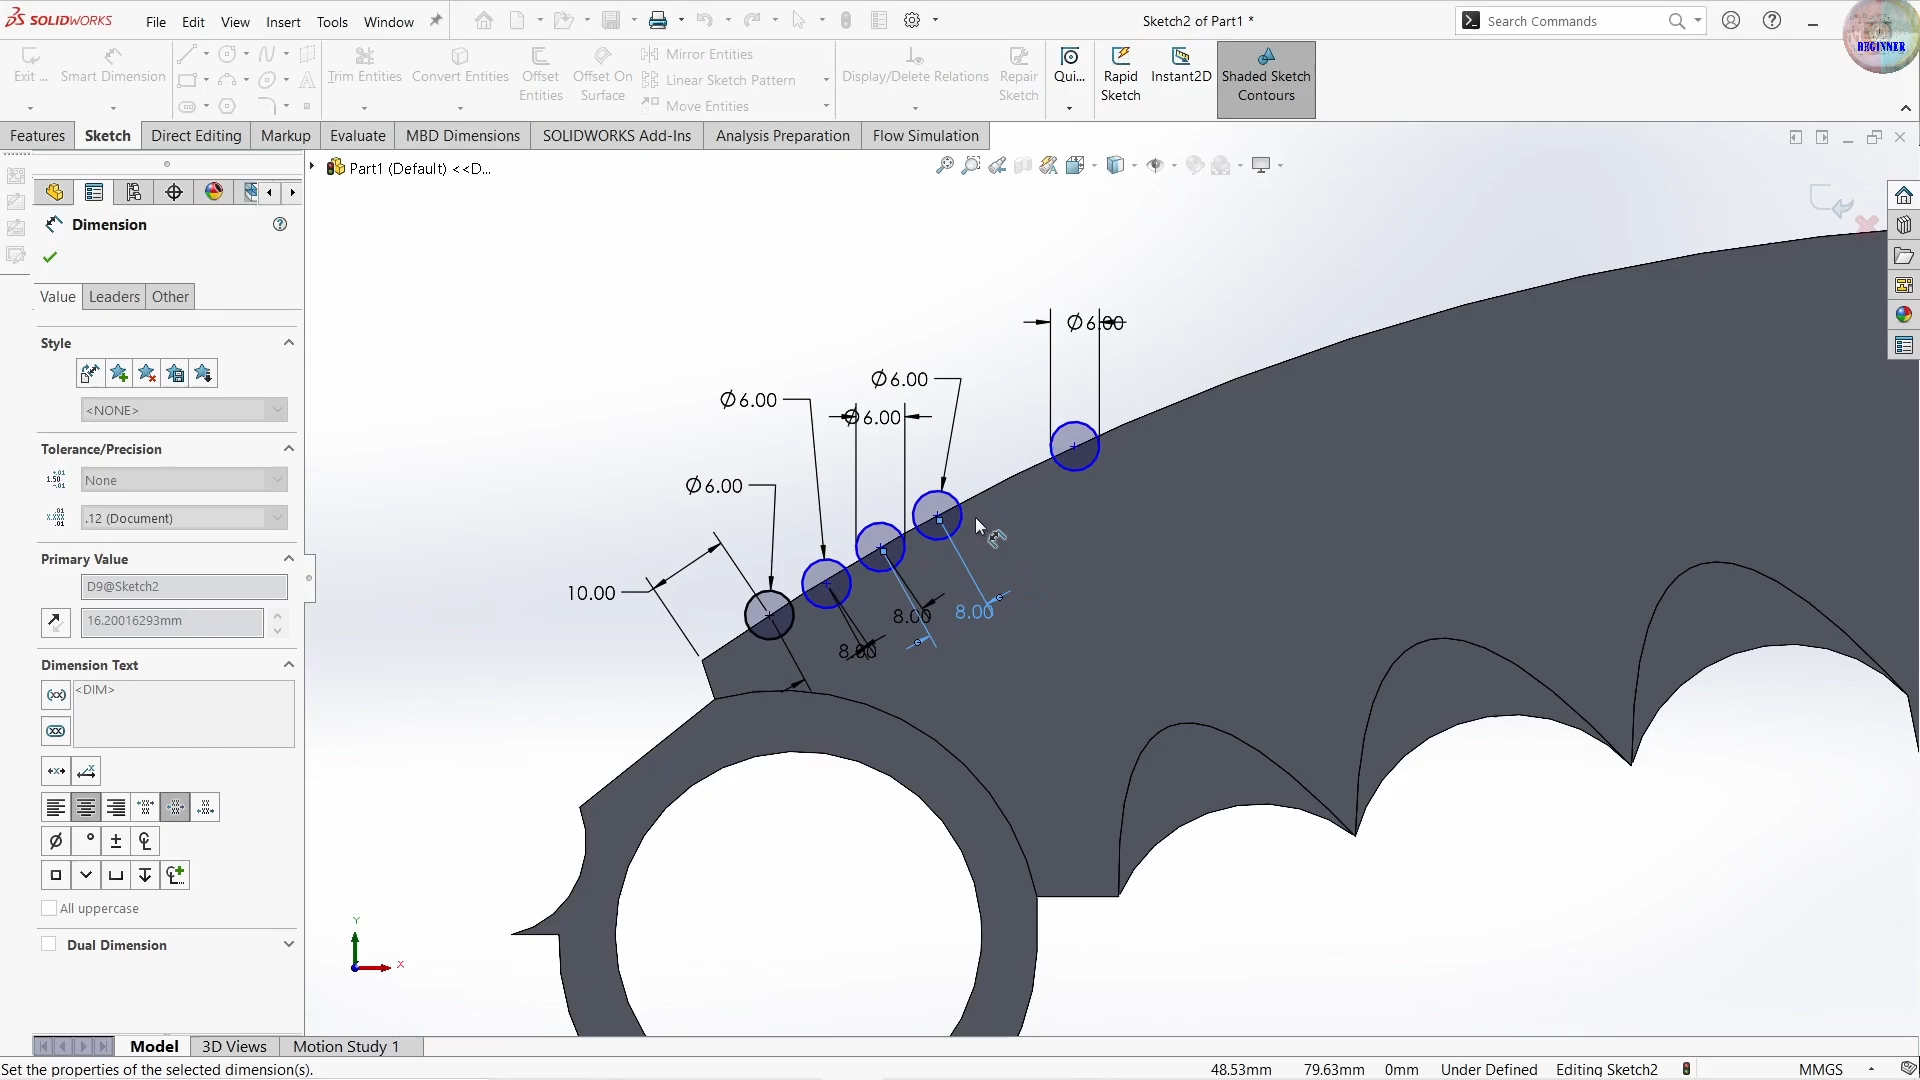 SOLIDWORKS File Edit View Insert Tools Window Sketch2 of Part1 * Search Commands
BEGINNER
Exit ... Smart Dimension Trim Entities Convert Entities Offset Entities Offset On Surface Mirror Entities Linear Sketch Pattern Move Entities Display/Delete Relations Repair Sketch Qui... Rapid Sketch Instant2D Shaded Sketch Contours
Features Sketch Direct Editing Markup Evaluate MBD Dimensions SOLIDWORKS Add-Ins Analysis Preparation Flow Simulation
Part1 (Default) <<D...
Dimension
Value Leaders Other
Style
<NONE>
Tolerance/Precision
None
.12 (Document)
Primary Value
D9@Sketch2
16.20016293mm
Dimension Text
<DIM>
All uppercase
Dual Dimension
Ø6.00
Ø6.00
Ø6.00
Ø6.00
Ø6.00
10.00
8.00
8.00
8.00
Y
X
Model 3D Views Motion Study 1
Set the properties of the selected dimension(s). 48.53mm 79.63mm 0mm Under Defined Editing Sketch2 MMGS